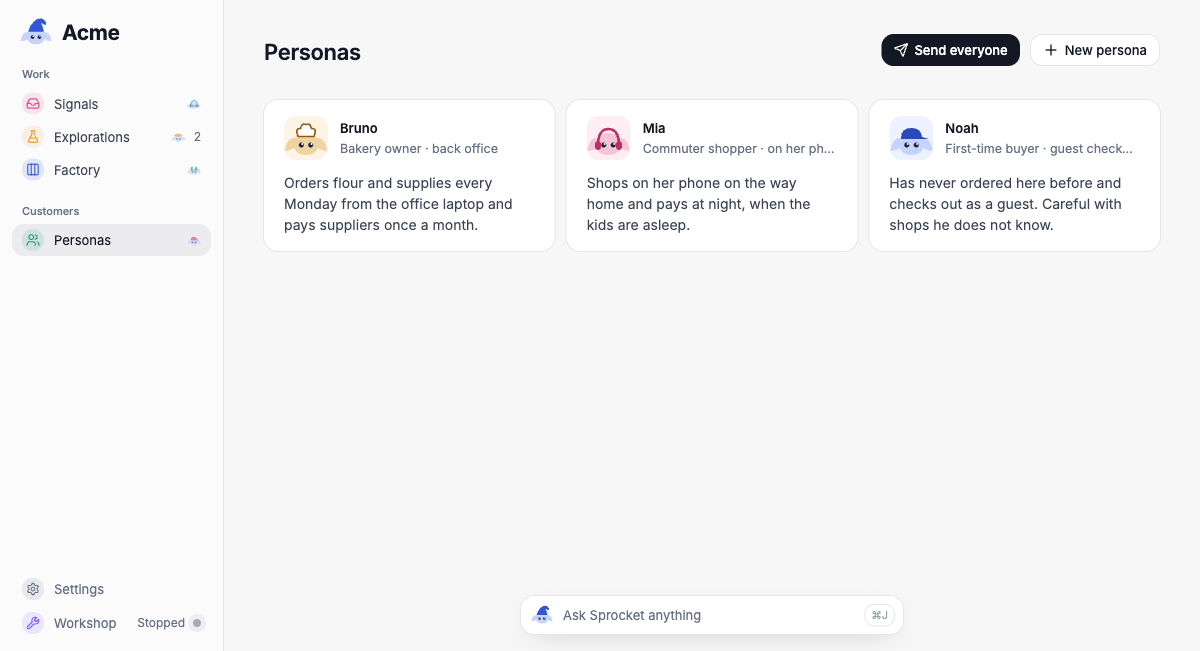 Acme
Work
Signals
Explorations 2
Factory
Customers
Personas
Settings
Workshop Stopped
Personas
Send everyone
New persona
Bruno
Bakery owner · back office
Orders flour and supplies every
Monday from the office laptop and
pays suppliers once a month.
Mia
Commuter shopper · on her ph...
Shops on her phone on the way
home and pays at night, when the
kids are asleep.
Noah
First-time buyer · guest check...
Has never ordered here before and
checks out as a guest. Careful with
shops he does not know.
Ask Sprocket anything
⌘J